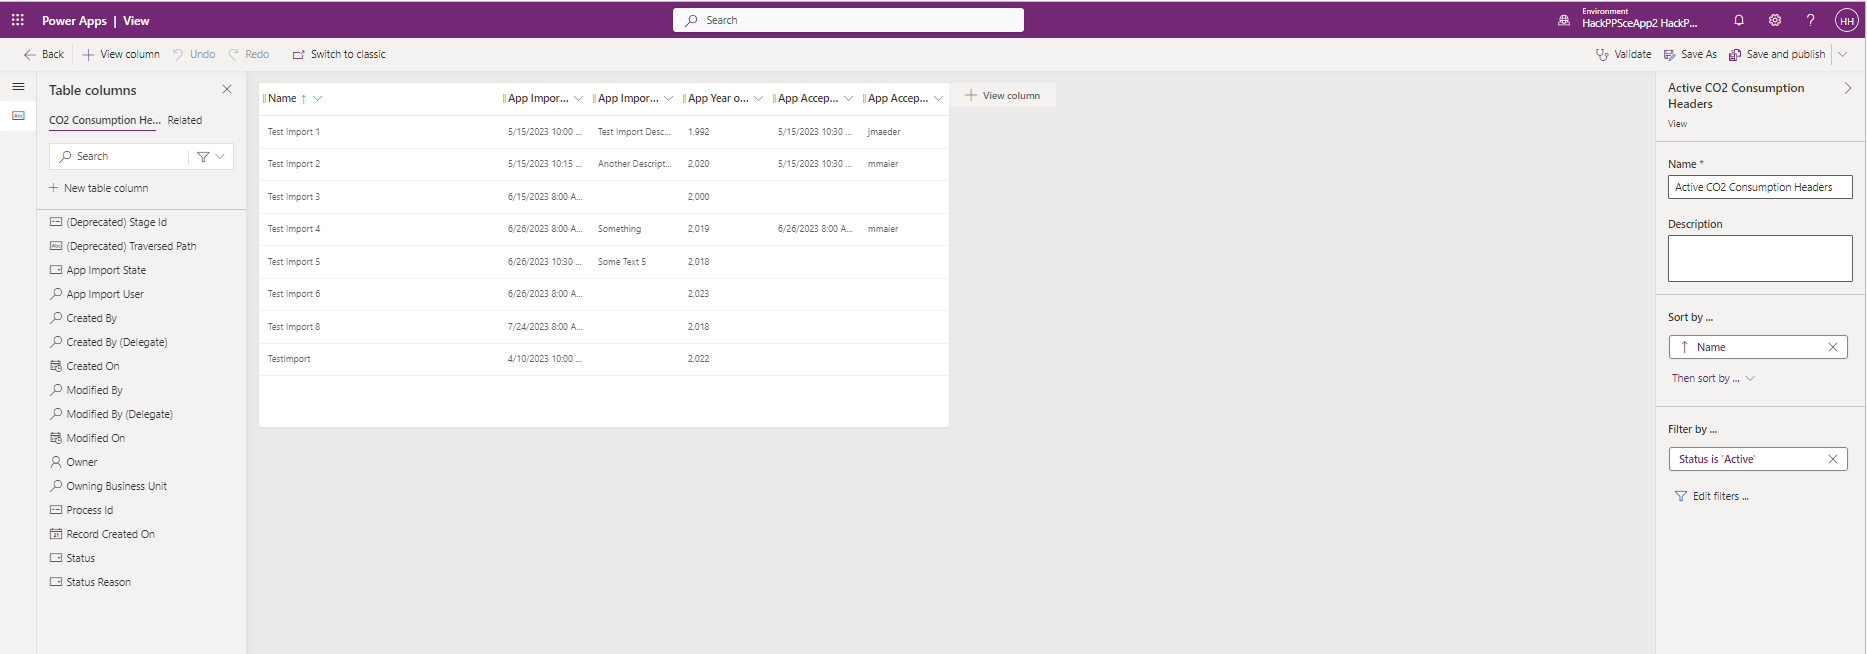 Power Apps | View
Search
Environment
HackPPSceApp2 HackP...
HH
Back
View column
Undo
Redo
Switch to classic
Validate
Save As
Save and publish
Table columns
CO2 Consumption He...
Related
Search
New table column
(Deprecated) Stage Id
(Deprecated) Traversed Path
App Import State
App Import User
Created By
Created By (Delegate)
Created On
Modified By
Modified By (Delegate)
Modified On
Owner
Owning Business Unit
Process Id
Record Created On
Status
Status Reason
Name App Impor... App Impor... App Year o... App Accep... App Accep...
Test Import 1 5/15/2023 10:00 ... Test Import Desc... 1,992 5/15/2023 10:30 ... jmaeder
Test Import 2 5/15/2023 10:15 ... Another Descript... 2,020 5/15/2023 10:30 ... mmaier
Test Import 3 6/15/2023 8:00 A... 2,000
Test Import 4 6/26/2023 8:00 A... Something 2,019 6/26/2023 8:00 A... mmaier
Test Import 5 6/26/2023 10:30 ... Some Text 5 2,018
Test Import 6 6/26/2023 8:00 A... 2,023
Test Import 8 7/24/2023 8:00 A... 2,018
TestImport 4/10/2023 10:00 ... 2,022
View column
Active CO2 Consumption
Headers
View
Name *
Active CO2 Consumption Headers
Description
Sort by ...
Name
Then sort by ...
Filter by ...
Status is 'Active'
Edit filters ...